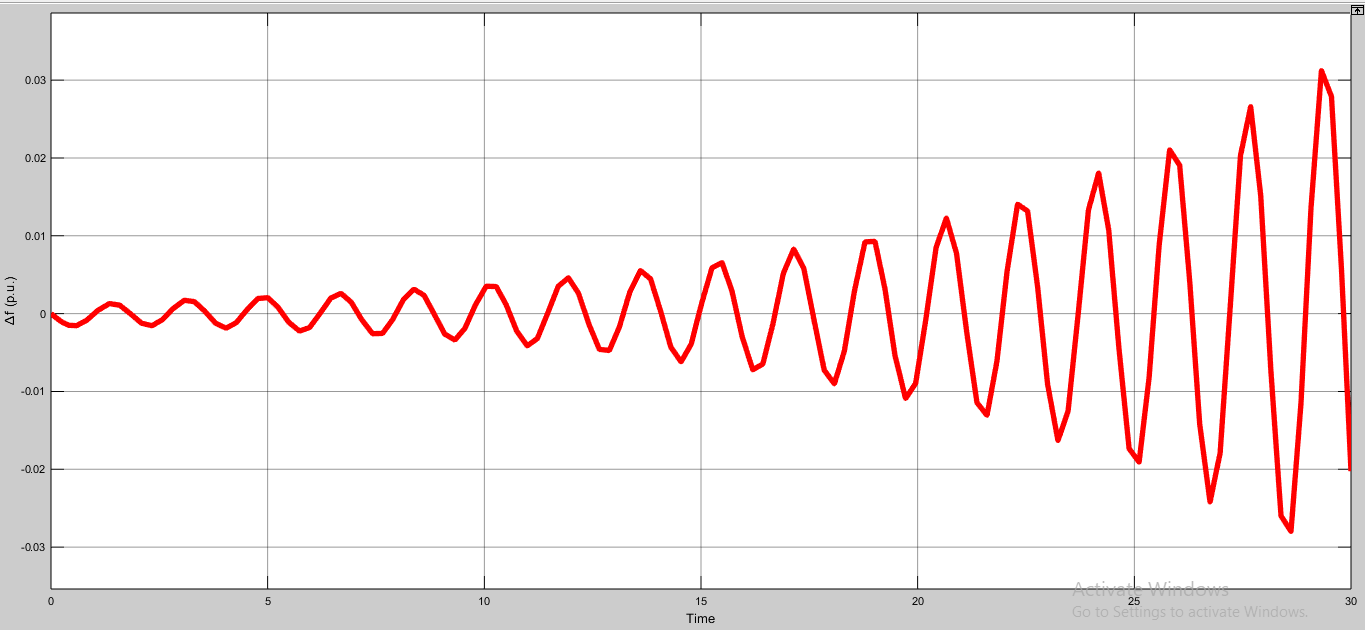 0.03
0.02
0.01
0
-0.01
-0.02
-0.03
Δf (p.u.)
0 5 10 15 20 25 30
Time
Activate Windows
Go to Settings to activate Windows.